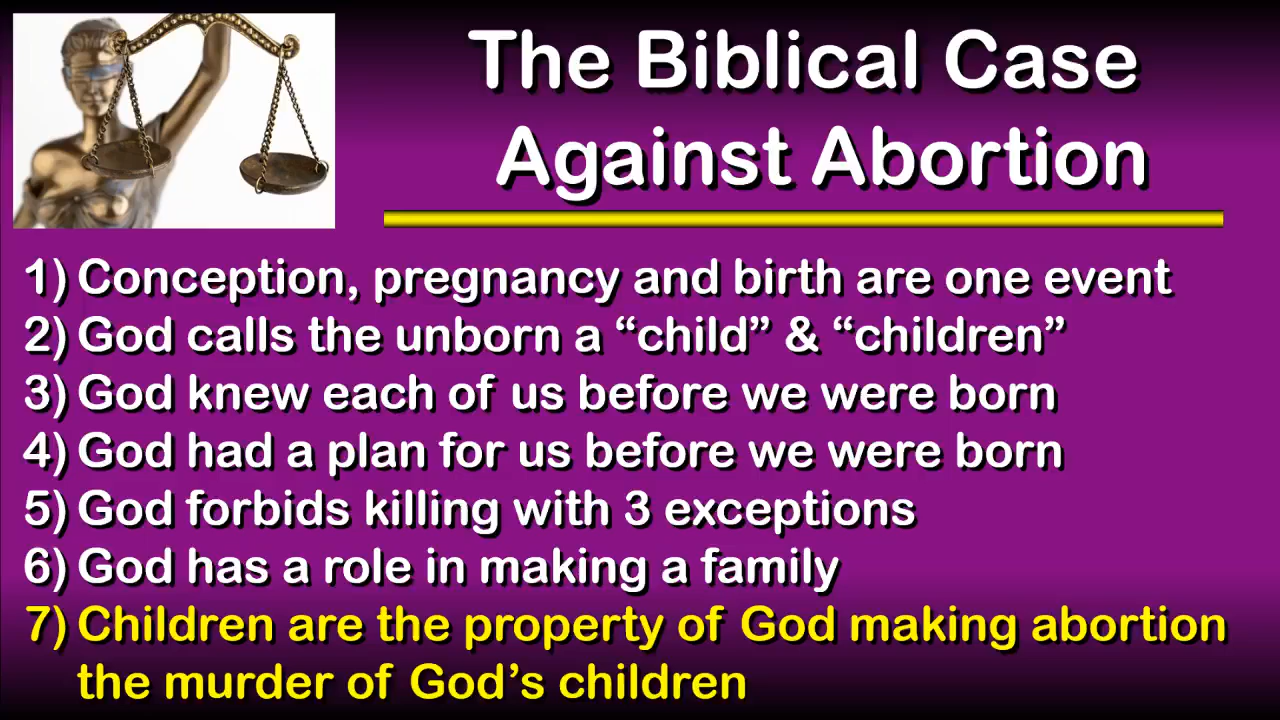 The Biblical Case
Against Abortion
1) Conception, pregnancy and birth are one event
2) God calls the unborn a “child” & “children”
3) God knew each of us before we were born
4) God had a plan for us before we were born
5) God forbids killing with 3 exceptions
6) God has a role in making a family
7) Children are the property of God making abortion
the murder of God’s children